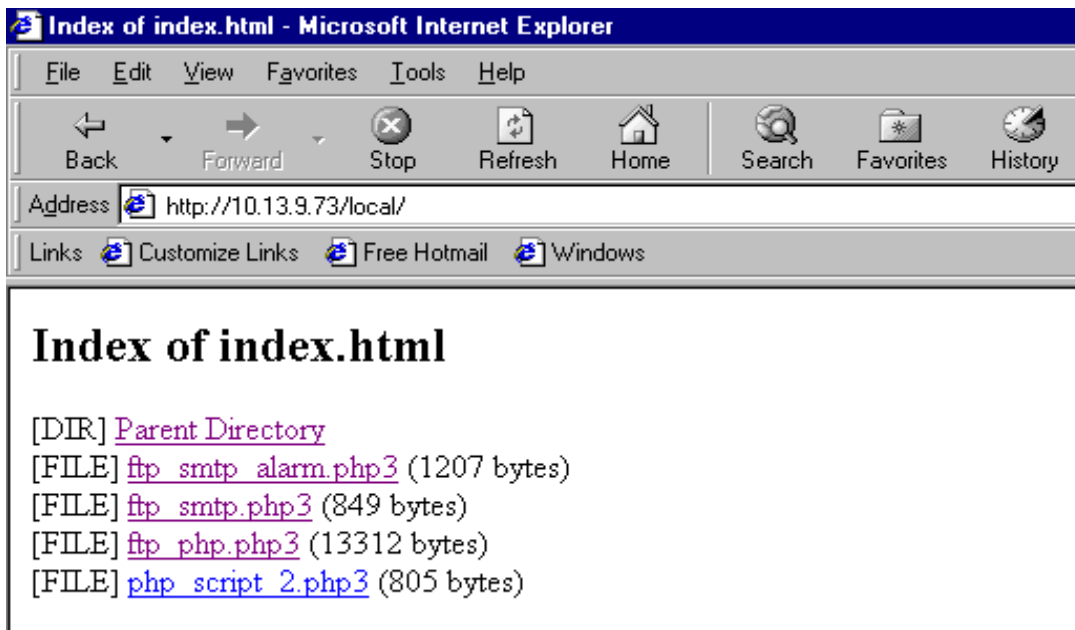 Index of index.html - Microsoft Internet Explorer
File Edit View Favorites Tools Help
Back Forward Stop Refresh Home Search Favorites History
Address http://10.13.9.73/local/
Links Customize Links Free Hotmail Windows
Index of index.html
[DIR] Parent Directory
[FILE] ftp_smtp_alarm.php3 (1207 bytes)
[FILE] ftp_smtp.php3 (849 bytes)
[FILE] ftp_php.php3 (13312 bytes)
[FILE] php_script_2.php3 (805 bytes)